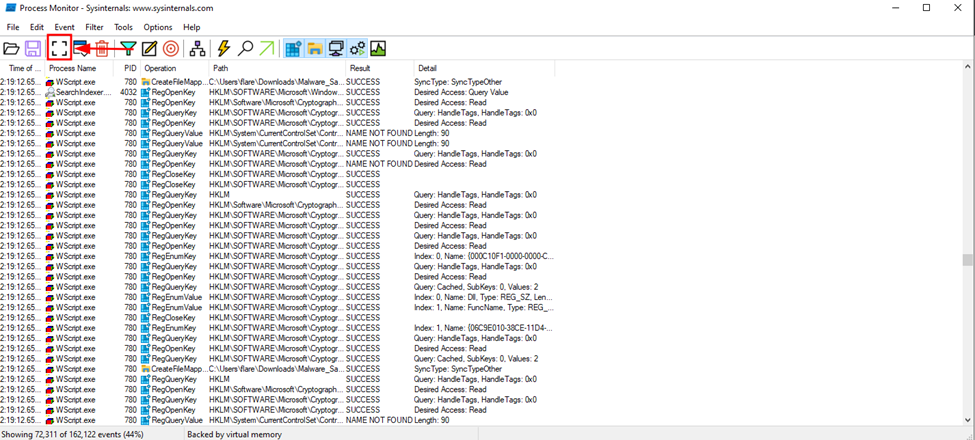 Process Monitor - Sysinternals: www.sysinternals.com
File Edit Event Filter Tools Options Help
Time of ... Process Name PID Operation Path Result Detail
2:19:12.65... WScript.exe 780 CreateFileMapp... C:\Users\flare\Downloads\Malware_Sa... SUCCESS SyncType: SyncTypeOther
2:19:12.65... SearchIndexer.... 4032 RegOpenKey HKLM\SOFTWARE\Microsoft\Window... SUCCESS Desired Access: Query Value
2:19:12.65... WScript.exe 780 RegOpenKey HKLM\Software\Microsoft\Cryptograph... SUCCESS Desired Access: Read
2:19:12.65... WScript.exe 780 RegQueryKey HKLM\SOFTWARE\Microsoft\Cryptogr... SUCCESS Query: HandleTags, HandleTags: 0x0
2:19:12.65... WScript.exe 780 RegOpenKey HKLM\SOFTWARE\Microsoft\Cryptogr... SUCCESS Desired Access: Read
2:19:12.65... WScript.exe 780 RegQueryValue HKLM\System\CurrentControlSet\Contr... NAME NOT FOUND Length: 90
2:19:12.65... WScript.exe 780 RegQueryValue HKLM\System\CurrentControlSet\Contr... NAME NOT FOUND Length: 90
2:19:12.65... WScript.exe 780 RegQueryKey HKLM\SOFTWARE\Microsoft\Cryptogr... SUCCESS Query: HandleTags, HandleTags: 0x0
2:19:12.65... WScript.exe 780 RegOpenKey HKLM\SOFTWARE\Microsoft\Cryptogr... NAME NOT FOUND Desired Access: Read
2:19:12.65... WScript.exe 780 RegCloseKey HKLM\SOFTWARE\Microsoft\Cryptogr... SUCCESS
2:19:12.65... WScript.exe 780 RegCloseKey HKLM\SOFTWARE\Microsoft\Cryptogr... SUCCESS
2:19:12.65... WScript.exe 780 RegQueryKey HKLM SUCCESS Query: HandleTags, HandleTags: 0x0
2:19:12.65... WScript.exe 780 RegOpenKey HKLM\Software\Microsoft\Cryptograph... SUCCESS Desired Access: Read
2:19:12.65... WScript.exe 780 RegQueryKey HKLM\SOFTWARE\Microsoft\Cryptogr... SUCCESS Query: HandleTags, HandleTags: 0x0
2:19:12.65... WScript.exe 780 RegOpenKey HKLM\SOFTWARE\Microsoft\Cryptogr... SUCCESS Desired Access: Read
2:19:12.65... WScript.exe 780 RegQueryKey HKLM\SOFTWARE\Microsoft\Cryptogr... SUCCESS Query: HandleTags, HandleTags: 0x0
2:19:12.65... WScript.exe 780 RegOpenKey HKLM\SOFTWARE\Microsoft\Cryptogr... SUCCESS Desired Access: Read
2:19:12.65... WScript.exe 780 RegEnumKey HKLM\SOFTWARE\Microsoft\Cryptogr... SUCCESS Index: 0, Name: {000C10F1-0000-0000-C...
2:19:12.65... WScript.exe 780 RegQueryKey HKLM\SOFTWARE\Microsoft\Cryptogr... SUCCESS Query: HandleTags, HandleTags: 0x0
2:19:12.65... WScript.exe 780 RegOpenKey HKLM\SOFTWARE\Microsoft\Cryptogr... SUCCESS Desired Access: Read
2:19:12.65... WScript.exe 780 RegQueryKey HKLM\SOFTWARE\Microsoft\Cryptogr... SUCCESS Query: Cached, SubKeys: 0, Values: 2
2:19:12.65... WScript.exe 780 RegEnumValue HKLM\SOFTWARE\Microsoft\Cryptogr... SUCCESS Index: 0, Name: Dll, Type: REG_SZ, Len...
2:19:12.65... WScript.exe 780 RegEnumValue HKLM\SOFTWARE\Microsoft\Cryptogr... SUCCESS Index: 1, Name: FuncName, Type: REG_...
2:19:12.65... WScript.exe 780 RegCloseKey HKLM\SOFTWARE\Microsoft\Cryptogr... SUCCESS
2:19:12.65... WScript.exe 780 RegEnumKey HKLM\SOFTWARE\Microsoft\Cryptogr... SUCCESS Index: 1, Name: {06C9E010-38CE-11D4-...
2:19:12.65... WScript.exe 780 RegQueryKey HKLM\SOFTWARE\Microsoft\Cryptogr... SUCCESS Query: HandleTags, HandleTags: 0x0
2:19:12.65... WScript.exe 780 RegOpenKey HKLM\SOFTWARE\Microsoft\Cryptogr... SUCCESS Desired Access: Read
2:19:12.65... WScript.exe 780 RegQueryKey HKLM\SOFTWARE\Microsoft\Cryptogr... SUCCESS Query: Cached, SubKeys: 0, Values: 2
2:19:12.65... WScript.exe 780 CreateFileMapp... C:\Users\flare\Downloads\Malware_Sa... SUCCESS SyncType: SyncTypeOther
2:19:12.65... WScript.exe 780 RegQueryKey HKLM SUCCESS Query: HandleTags, HandleTags: 0x0
2:19:12.65... WScript.exe 780 RegOpenKey HKLM\Software\Microsoft\Cryptograph... SUCCESS Desired Access: Read
2:19:12.65... WScript.exe 780 RegQueryKey HKLM\SOFTWARE\Microsoft\Cryptogr... SUCCESS Query: HandleTags, HandleTags: 0x0
2:19:12.65... WScript.exe 780 RegOpenKey HKLM\SOFTWARE\Microsoft\Cryptogr... SUCCESS Desired Access: Read
2:19:12.65... WScript.exe 780 RegQueryValue HKLM\System\CurrentControlSet\Contr... NAME NOT FOUND Length: 90
Showing 72,311 of 162,122 events (44%) Backed by virtual memory